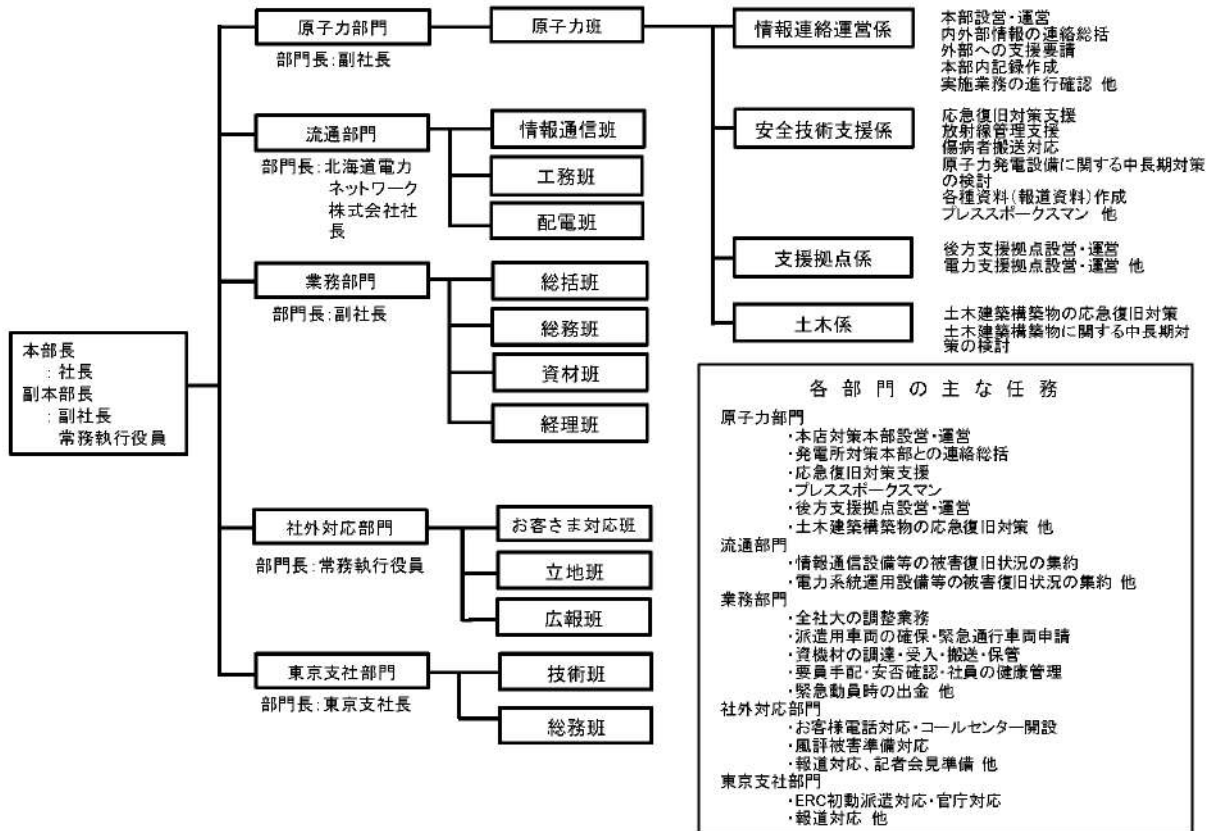 本部長
：社長
副本部長
：副社長
常務執行役員
原子力部門
部門長：副社長
原子力班
情報連絡運営係
本部設営・運営
内外部情報の連絡総括
外部への支援要請
本部内記録作成
実施業務の進行確認 他
安全技術支援係
応急復旧対策支援
放射線管理支援
傷病者搬送対応
原子力発電設備に関する中長期対策
の検討
各種資料(報道資料)作成
プレススポークスマン 他
支援拠点係
後方支援拠点設営・運営
電力支援拠点設営・運営 他
土木係
土木建築構築物の応急復旧対策
土木建築構築物に関する中長期対
策の検討
流通部門
部門長：北海道電力
ネットワーク
株式会社社
長
情報通信班
工務班
配電班
業務部門
部門長：副社長
総括班
総務班
資材班
経理班
社外対応部門
部門長：常務執行役員
お客さま対応班
立地班
広報班
東京支社部門
部門長：東京支社長
技術班
総務班
各部門の主な任務
原子力部門
・本店対策本部設営・運営
・発電所対策本部との連絡総括
・応急復旧対策支援
・プレススポークスマン
・後方支援拠点設営・運営
・土木建築構築物の応急復旧対策 他
流通部門
・情報通信設備等の被害復旧状況の集約
・電力系統運用設備等の被害復旧状況の集約 他
業務部門
・全社大の調整業務
・派遣用車両の確保・緊急通行車両申請
・資機材の調達・受入・搬送・保管
・要員手配・安否確認・社員の健康管理
・緊急動員時の出金 他
社外対応部門
・お客様電話対応・コールセンター開設
・風評被害準備対応
・報道対応、記者会見準備 他
東京支社部門
・ERC初動派遣対応・官庁対応
・報道対応 他